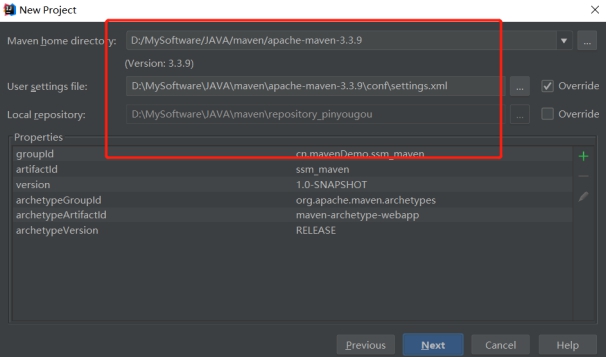 New Project
Maven home directory: D:/MySoftware/JAVA/maven/apache-maven-3.3.9 ...
(Version: 3.3.9)
User settings file: D:\MySoftware\JAVA\maven\apache-maven-3.3.9\conf\settings.xml ... Override
Local repository: D:\MySoftware\JAVA\maven\repository_pinyougou ... Override
Properties
groupId cn.mavenDemo.ssm_maven
artifactId ssm_maven
version 1.0-SNAPSHOT
archetypeGroupId org.apache.maven.archetypes
archetypeArtifactId maven-archetype-webapp
archetypeVersion RELEASE
Previous Next Cancel Help